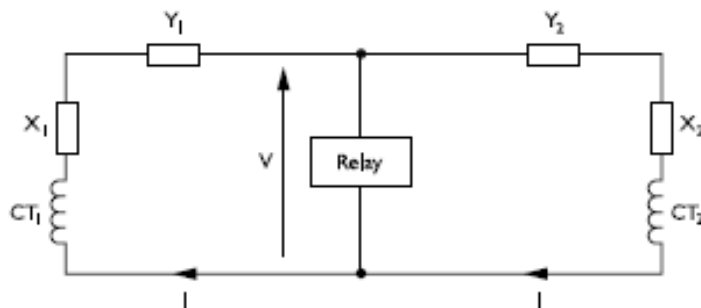 Y1 Y2
X1 X2
V Relay
CT1 CT2
I I